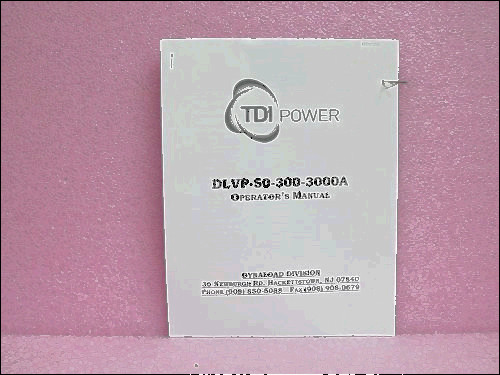 TDI POWER
DLVP-50-300-3000A
OPERATOR'S MANUAL
DYNALOAD DIVISION
36 NEWBURGH RD. HACKETTSTOWN, NJ 07840
PHONE (908) 850-5088 FAX (908) 908-0679